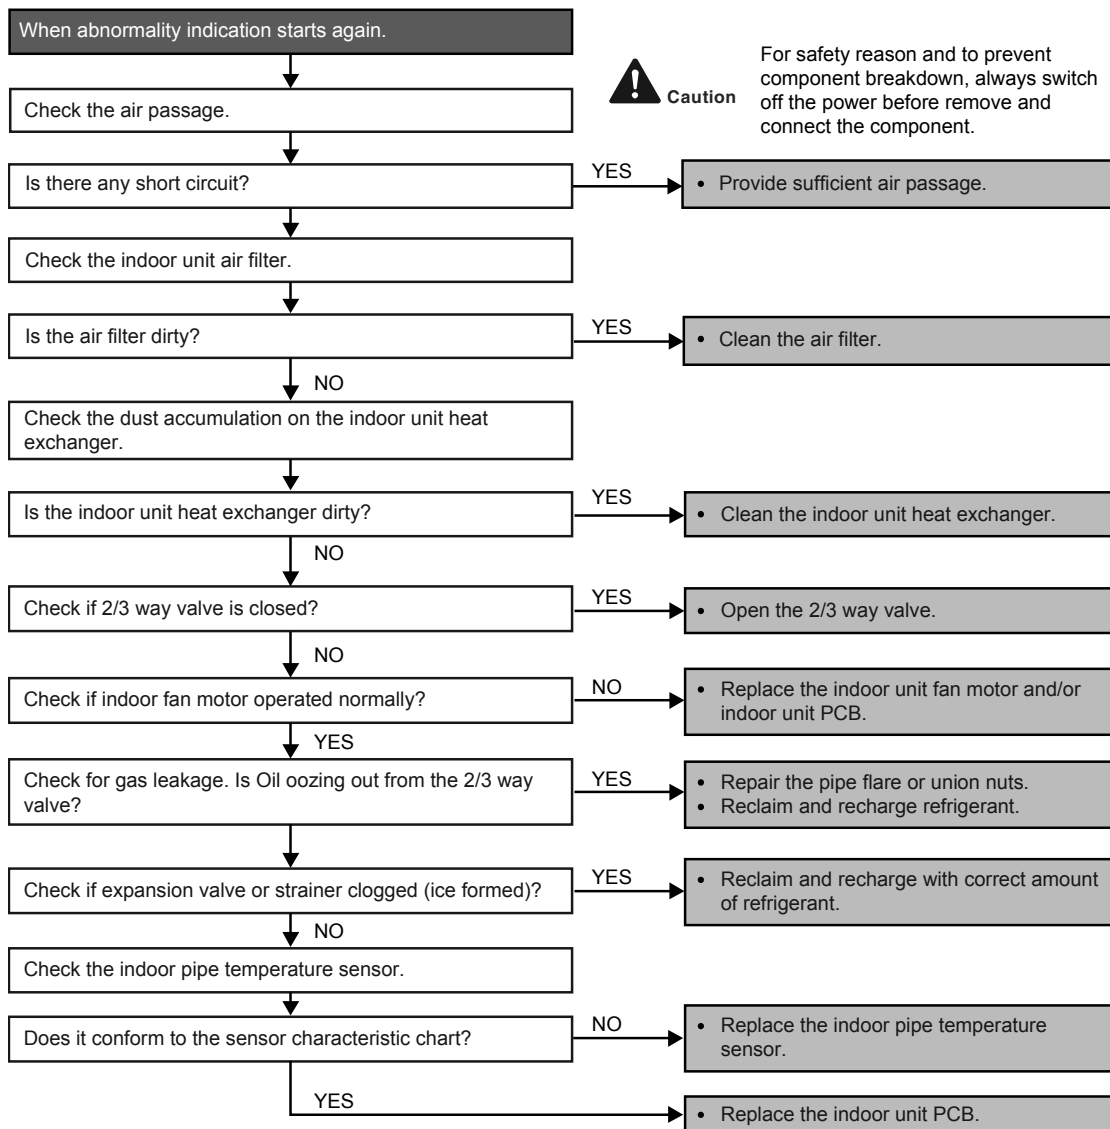 When abnormality indication starts again.
Caution
For safety reason and to prevent
component breakdown, always switch
off the power before remove and
connect the component.
Check the air passage.
Is there any short circuit?
YES
• Provide sufficient air passage.
Check the indoor unit air filter.
Is the air filter dirty?
YES
• Clean the air filter.
NO
Check the dust accumulation on the indoor unit heat
exchanger.
Is the indoor unit heat exchanger dirty?
YES
• Clean the indoor unit heat exchanger.
NO
Check if 2/3 way valve is closed?
YES
• Open the 2/3 way valve.
NO
Check if indoor fan motor operated normally?
NO
• Replace the indoor unit fan motor and/or
indoor unit PCB.
YES
Check for gas leakage. Is Oil oozing out from the 2/3 way
valve?
YES
• Repair the pipe flare or union nuts.
• Reclaim and recharge refrigerant.
Check if expansion valve or strainer clogged (ice formed)?
YES
• Reclaim and recharge with correct amount
of refrigerant.
NO
Check the indoor pipe temperature sensor.
Does it conform to the sensor characteristic chart?
NO
• Replace the indoor pipe temperature
sensor.
YES
• Replace the indoor unit PCB.